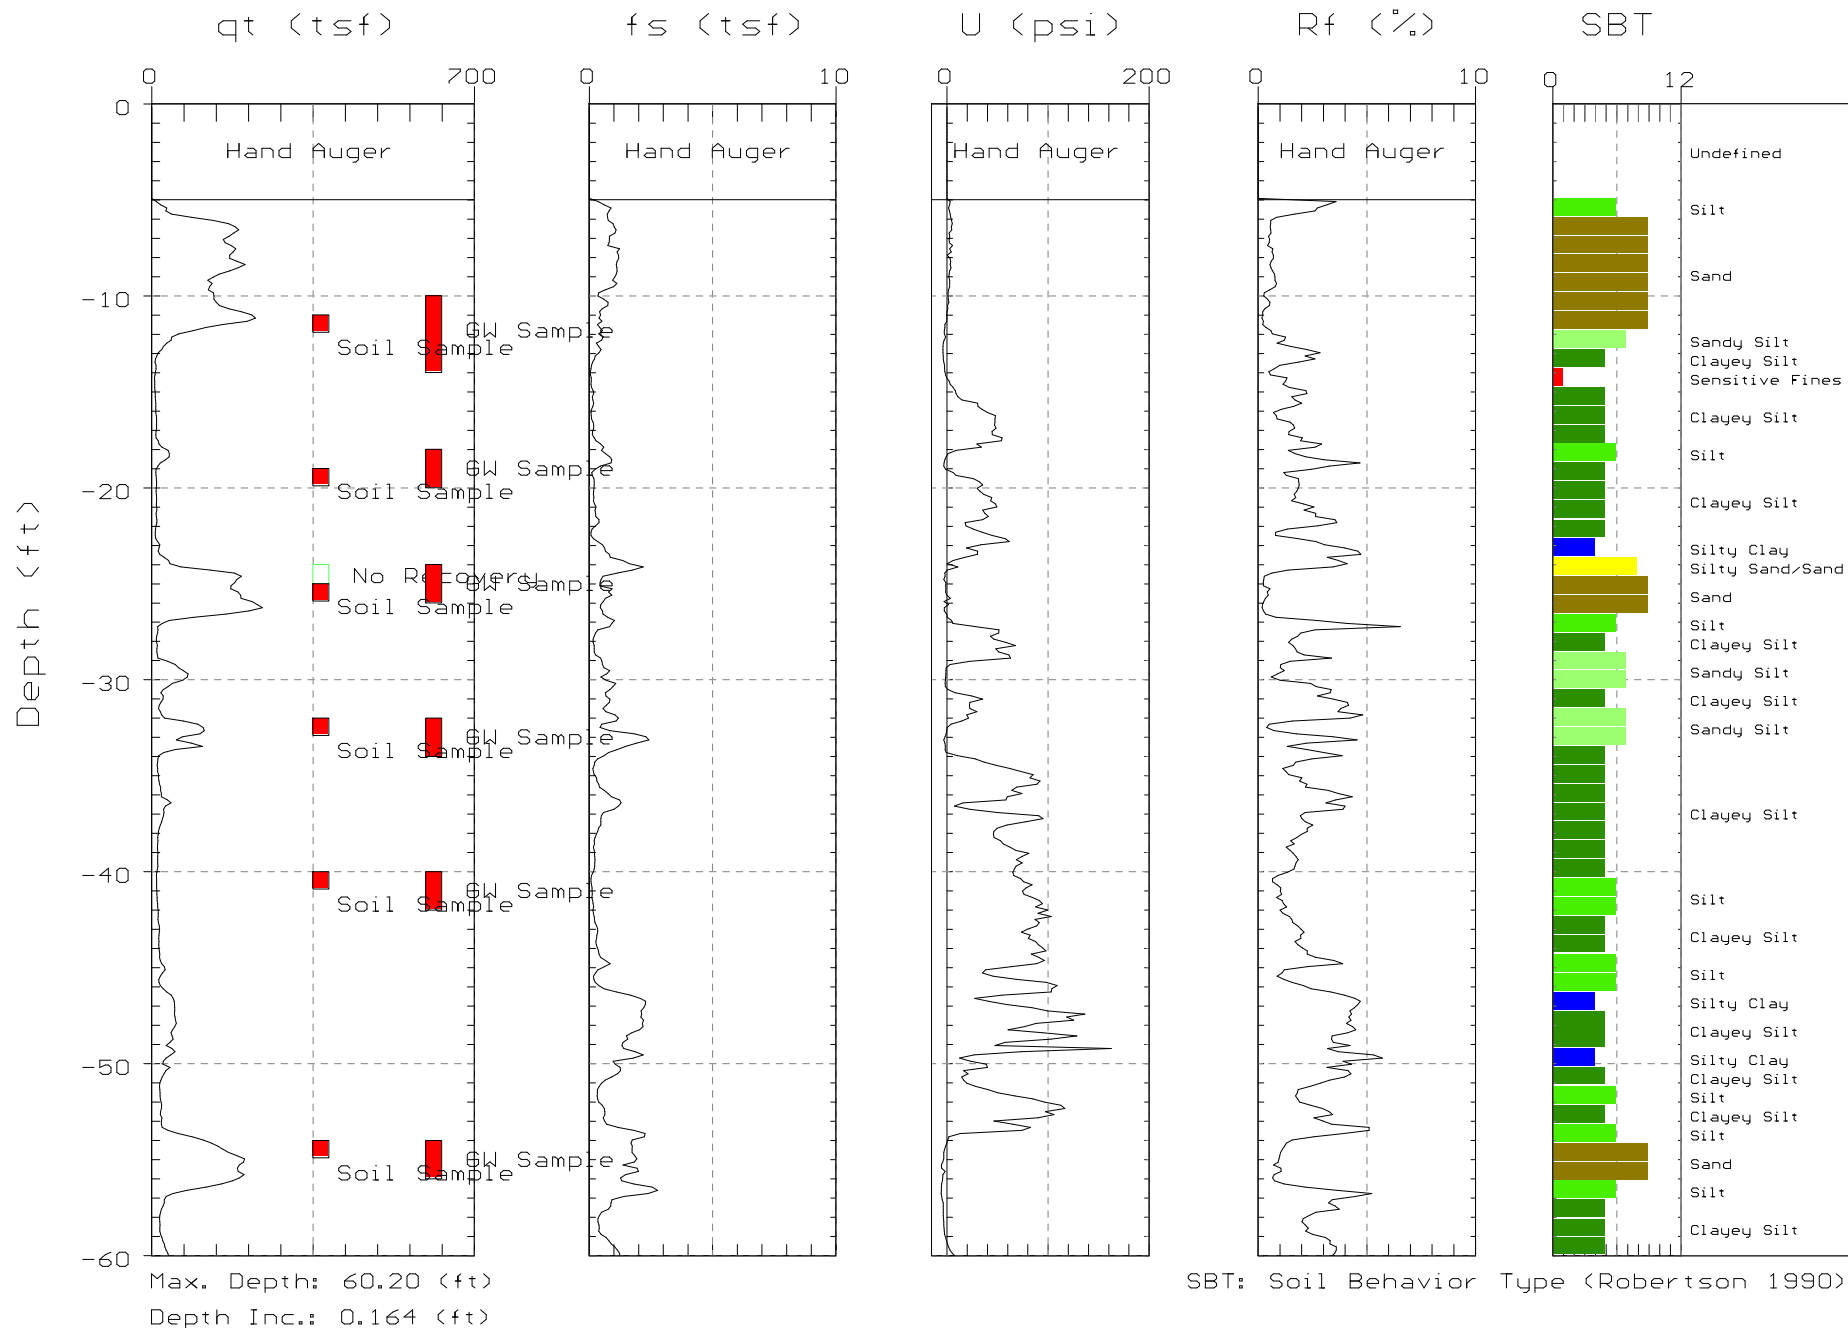 qt (tsf)
fs (tsf)
U (psi)
Rf (%)
SBT
0 700
0 10
0 200
0 10
0 12
Depth (ft)
0
-10
-20
-30
-40
-50
-60
Hand Auger
Hand Auger
Hand Auger
Hand Auger
GW Sample
Soil Sample
GW Sample
Soil Sample
No Recovery
GW Sample
Soil Sample
GW Sample
Soil Sample
GW Sample
Soil Sample
GW Sample
Soil Sample
Undefined
Silt
Sand
Sandy Silt
Clayey Silt
Sensitive Fines
Clayey Silt
Silt
Clayey Silt
Silty Clay
Silty Sand/Sand
Sand
Silt
Clayey Silt
Sandy Silt
Clayey Silt
Sandy Silt
Clayey Silt
Silt
Clayey Silt
Silt
Silty Clay
Clayey Silt
Silty Clay
Clayey Silt
Silt
Clayey Silt
Silt
Sand
Silt
Clayey Silt
Max. Depth: 60.20 (ft)
Depth Inc.: 0.164 (ft)
SBT: Soil Behavior Type (Robertson 1990)